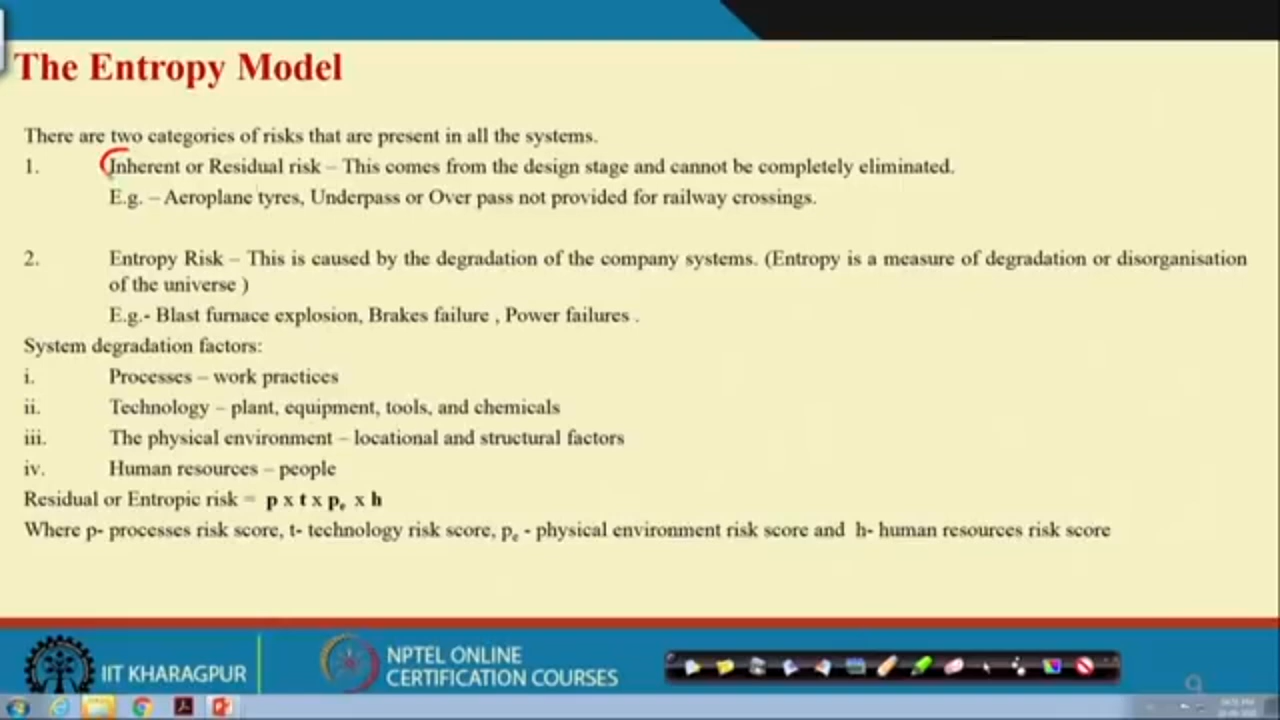 The Entropy Model
There are two categories of risks that are present in all the systems.
1. Inherent or Residual risk – This comes from the design stage and cannot be completely eliminated.
E.g. – Aeroplane tyres, Underpass or Over pass not provided for railway crossings.
2. Entropy Risk – This is caused by the degradation of the company systems. (Entropy is a measure of degradation or disorganisation
of the universe )
E.g.- Blast furnace explosion, Brakes failure , Power failures .
System degradation factors:
i. Processes – work practices
ii. Technology – plant, equipment, tools, and chemicals
iii. The physical environment – locational and structural factors
iv. Human resources – people
Residual or Entropic risk = p x t x pe x h
Where p- processes risk score, t- technology risk score, pe - physical environment risk score and h- human resources risk score
IIT KHARAGPUR
NPTEL ONLINE
CERTIFICATION COURSES
9